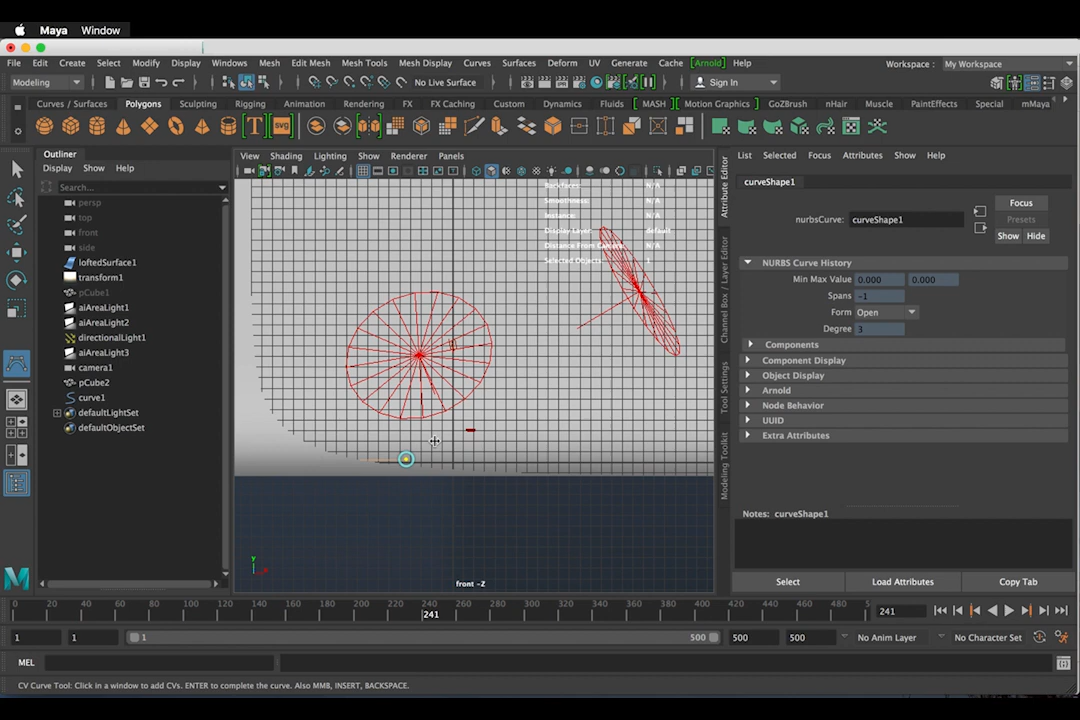 Maya Window
File Edit Create Select Modify Display Windows Mesh Edit Mesh Mesh Tools Mesh Display Curves Surfaces Deform UV Generate Cache Arnold Help Workspace : My Workspace
Modeling No Live Surface Sign In
Curves / Surfaces Polygons Sculpting Rigging Animation Rendering FX FX Caching Custom Dynamics Fluids MASH Motion Graphics GoZBrush nHair Muscle PaintEffects Special mMaya
Outliner
Display Show Help
Search...
persp
top
front
side
loftedSurface1
transform1
pCube1
aiAreaLight1
aiAreaLight2
directionalLight1
aiAreaLight3
camera1
pCube2
curve1
defaultLightSet
defaultObjectSet
View Shading Lighting Show Renderer Panels
Backfaces: N/A
Smoothness: N/A
Instance: N/A
Display Layer: default
Distance From Camera: N/A
Selected Objects: 1
front -Z
Attribute Editor
Channel Box / Layer Editor
Tool Settings
Modeling Toolkit
List Selected Focus Attributes Show Help
curveShape1
Focus
Presets
nurbsCurve: curveShape1
Show Hide
NURBS Curve History
Min Max Value 0.000 0.000
Spans -1
Form Open
Degree 3
Components
Component Display
Object Display
Arnold
Node Behavior
UUID
Extra Attributes
Notes: curveShape1
Select Load Attributes Copy Tab
0 20 40 60 80 100 120 140 160 180 200 220 240 260 280 300 320 340 360 380 400 420 440 460 480 5
241 241
1 1 1 500 500 500 No Anim Layer No Character Set
MEL
CV Curve Tool: Click in a window to add CVs. ENTER to complete the curve. Also MMB, INSERT, BACKSPACE.